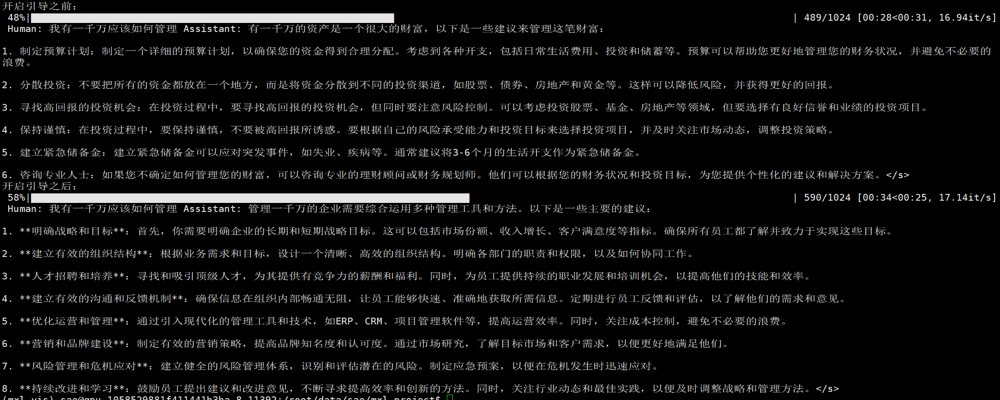 开启引导之前：
48%| | 489/1024 [00:28<00:31, 16.94it/s]
Human: 我有一千万应该如何管理 Assistant: 有一千万的资产是一个很大的财富，以下是一些建议来管理这笔财富：
1. 制定预算计划：制定一个详细的预算计划，以确保您的资金得到合理分配。考虑到各种开支，包括日常生活费用、投资和储蓄等。预算可以帮助您更好地管理您的财务状况，并避免不必要的
浪费。
2. 分散投资：不要把所有的资金都放在一个地方，而是将资金分散到不同的投资渠道，如股票、债券、房地产和黄金等。这样可以降低风险，并获得更好的回报。
3. 寻找高回报的投资机会：在投资过程中，要寻找高回报的投资机会，但同时要注意风险控制。可以考虑投资股票、基金、房地产等领域，但要选择有良好信誉和业绩的投资项目。
4. 保持谨慎：在投资过程中，要保持谨慎，不要被高回报所诱惑。要根据自己的风险承受能力和投资目标来选择投资项目，并及时关注市场动态，调整投资策略。
5. 建立紧急储备金：建立紧急储备金可以应对突发事件，如失业、疾病等。通常建议将3-6个月的生活开支作为紧急储备金。
6. 咨询专业人士：如果您不确定如何管理您的财富，可以咨询专业的理财顾问或财务规划师。他们可以根据您的财务状况和投资目标，为您提供个性化的建议和解决方案。</s>
开启引导之后：
58%| | 590/1024 [00:34<00:25, 17.14it/s]
Human: 我有一千万应该如何管理 Assistant: 管理一千万的企业需要综合运用多种管理工具和方法。以下是一些主要的建议：
1. **明确战略和目标**：首先，你需要明确企业的长期和短期战略目标。这可以包括市场份额、收入增长、客户满意度等指标。确保所有员工都了解并致力于实现这些目标。
2. **建立有效的组织结构**：根据业务需求和目标，设计一个清晰、高效的组织结构。明确各部门的职责和权限，以及如何协同工作。
3. **人才招聘和培养**：寻找和吸引顶级人才，为其提供有竞争力的薪酬和福利。同时，为员工提供持续的职业发展和培训机会，以提高他们的技能和效率。
4. **建立有效的沟通和反馈机制**：确保信息在组织内部畅通无阻，让员工能够快速、准确地获取所需信息。定期进行员工反馈和评估，以了解他们的需求和意见。
5. **优化运营和管理**：通过引入现代化的管理工具和技术，如ERP、CRM、项目管理软件等，提高运营效率。同时，关注成本控制，避免不必要的浪费。
6. **营销和品牌建设**：制定有效的营销策略，提高品牌知名度和认可度。通过市场研究，了解目标市场和客户需求，以便更好地满足他们。
7. **风险管理和危机应对**：建立健全的风险管理体系，识别和评估潜在的风险。制定应急预案，以便在危机发生时迅速应对。
8. **持续改进和学习**：鼓励员工提出建议和改进意见，不断寻求提高效率和创新的方法。同时，关注行业动态和最佳实践，以便及时调整战略和管理方法。</s>